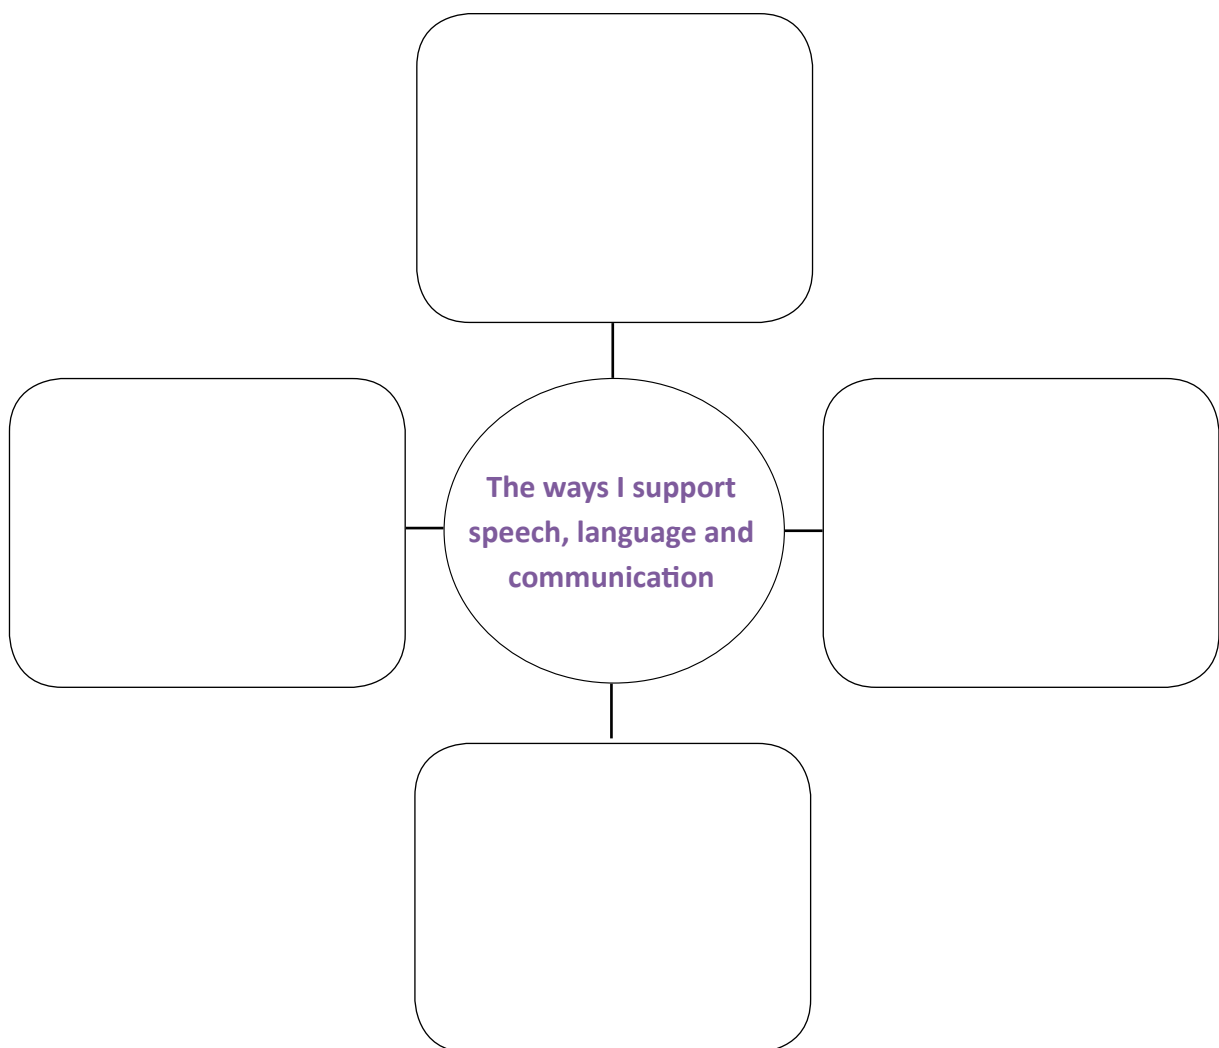 The ways I support
speech, language and
communication